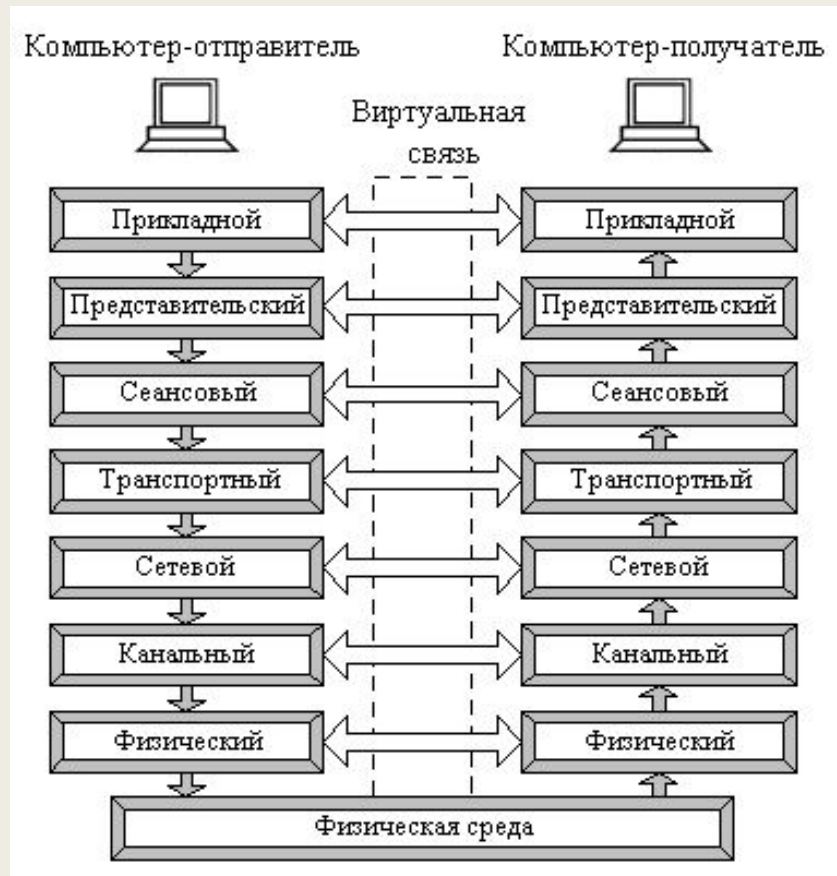 Компьютер-отправитель
Компьютер-получатель
Виртуальная
связь
Прикладной
Прикладной
Представительский
Представительский
Сеансовый
Сеансовый
Транспортный
Транспортный
Сетевой
Сетевой
Канальный
Канальный
Физический
Физический
Физическая среда